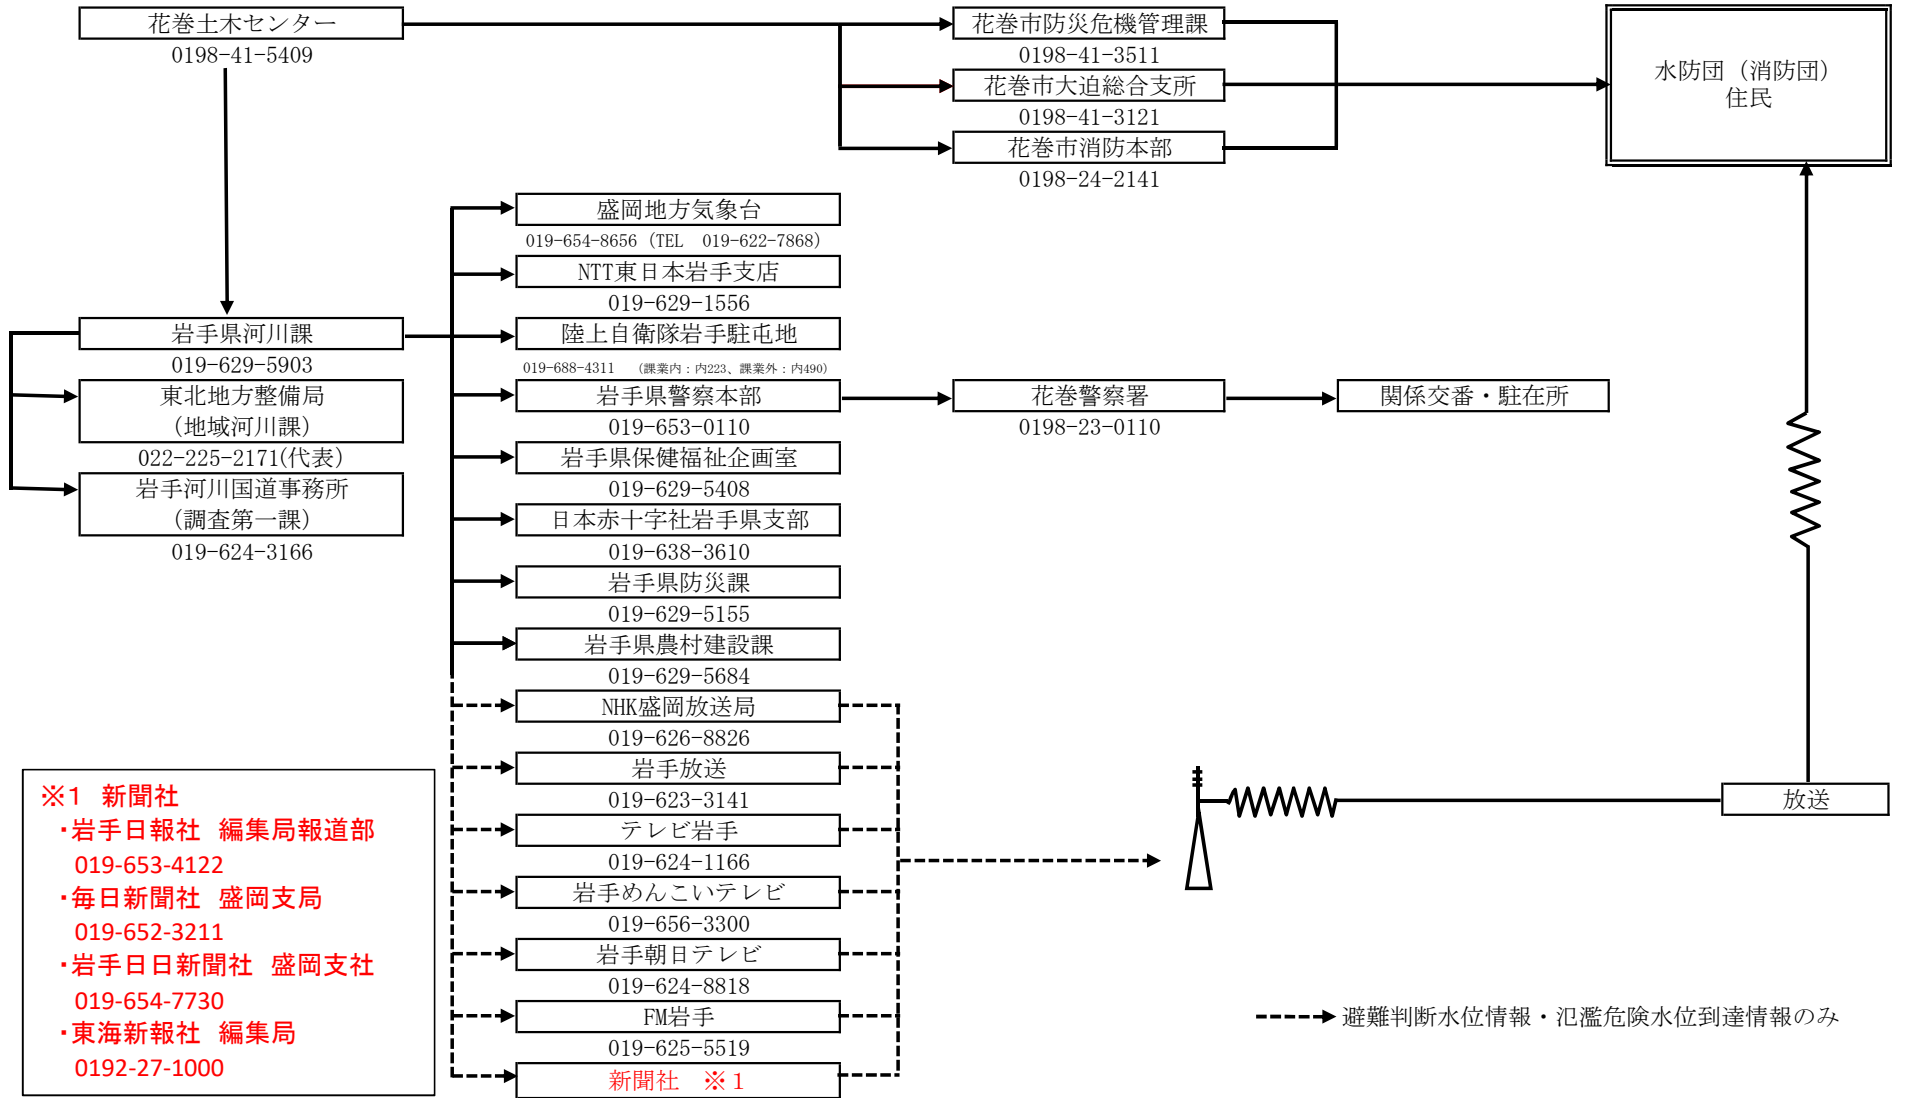 花巻土木センター
0198-41-5409
花巻市防災危機管理課
0198-41-3511
花巻市大迫総合支所
0198-41-3121
花巻市消防本部
0198-24-2141
水防団（消防団）
住民
盛岡地方気象台
019-654-8656（TEL　019-622-7868）
NTT東日本岩手支店
019-629-1556
岩手県河川課
019-629-5903
陸上自衛隊岩手駐屯地
019-688-4311　（課業内：内223、課業外：内490）
東北地方整備局
（地域河川課）
022-225-2171(代表）
岩手河川国道事務所
（調査第一課）
019-624-3166
岩手県警察本部
019-653-0110
花巻警察署
0198-23-0110
関係交番・駐在所
岩手県保健福祉企画室
019-629-5408
日本赤十字社岩手県支部
019-638-3610
岩手県防災課
019-629-5155
岩手県農村建設課
019-629-5684
NHK盛岡放送局
019-626-8826
岩手放送
019-623-3141
テレビ岩手
019-624-1166
岩手めんこいテレビ
019-656-3300
岩手朝日テレビ
019-624-8818
FM岩手
019-625-5519
新聞社　※１
放送
避難判断水位情報・氾濫危険水位到達情報のみ
※1　新聞社
・岩手日報社　編集局報道部
019-653-4122
・毎日新聞社　盛岡支局
019-652-3211
・岩手日日新聞社　盛岡支社
019-654-7730
・東海新報社　編集局
0192-27-1000